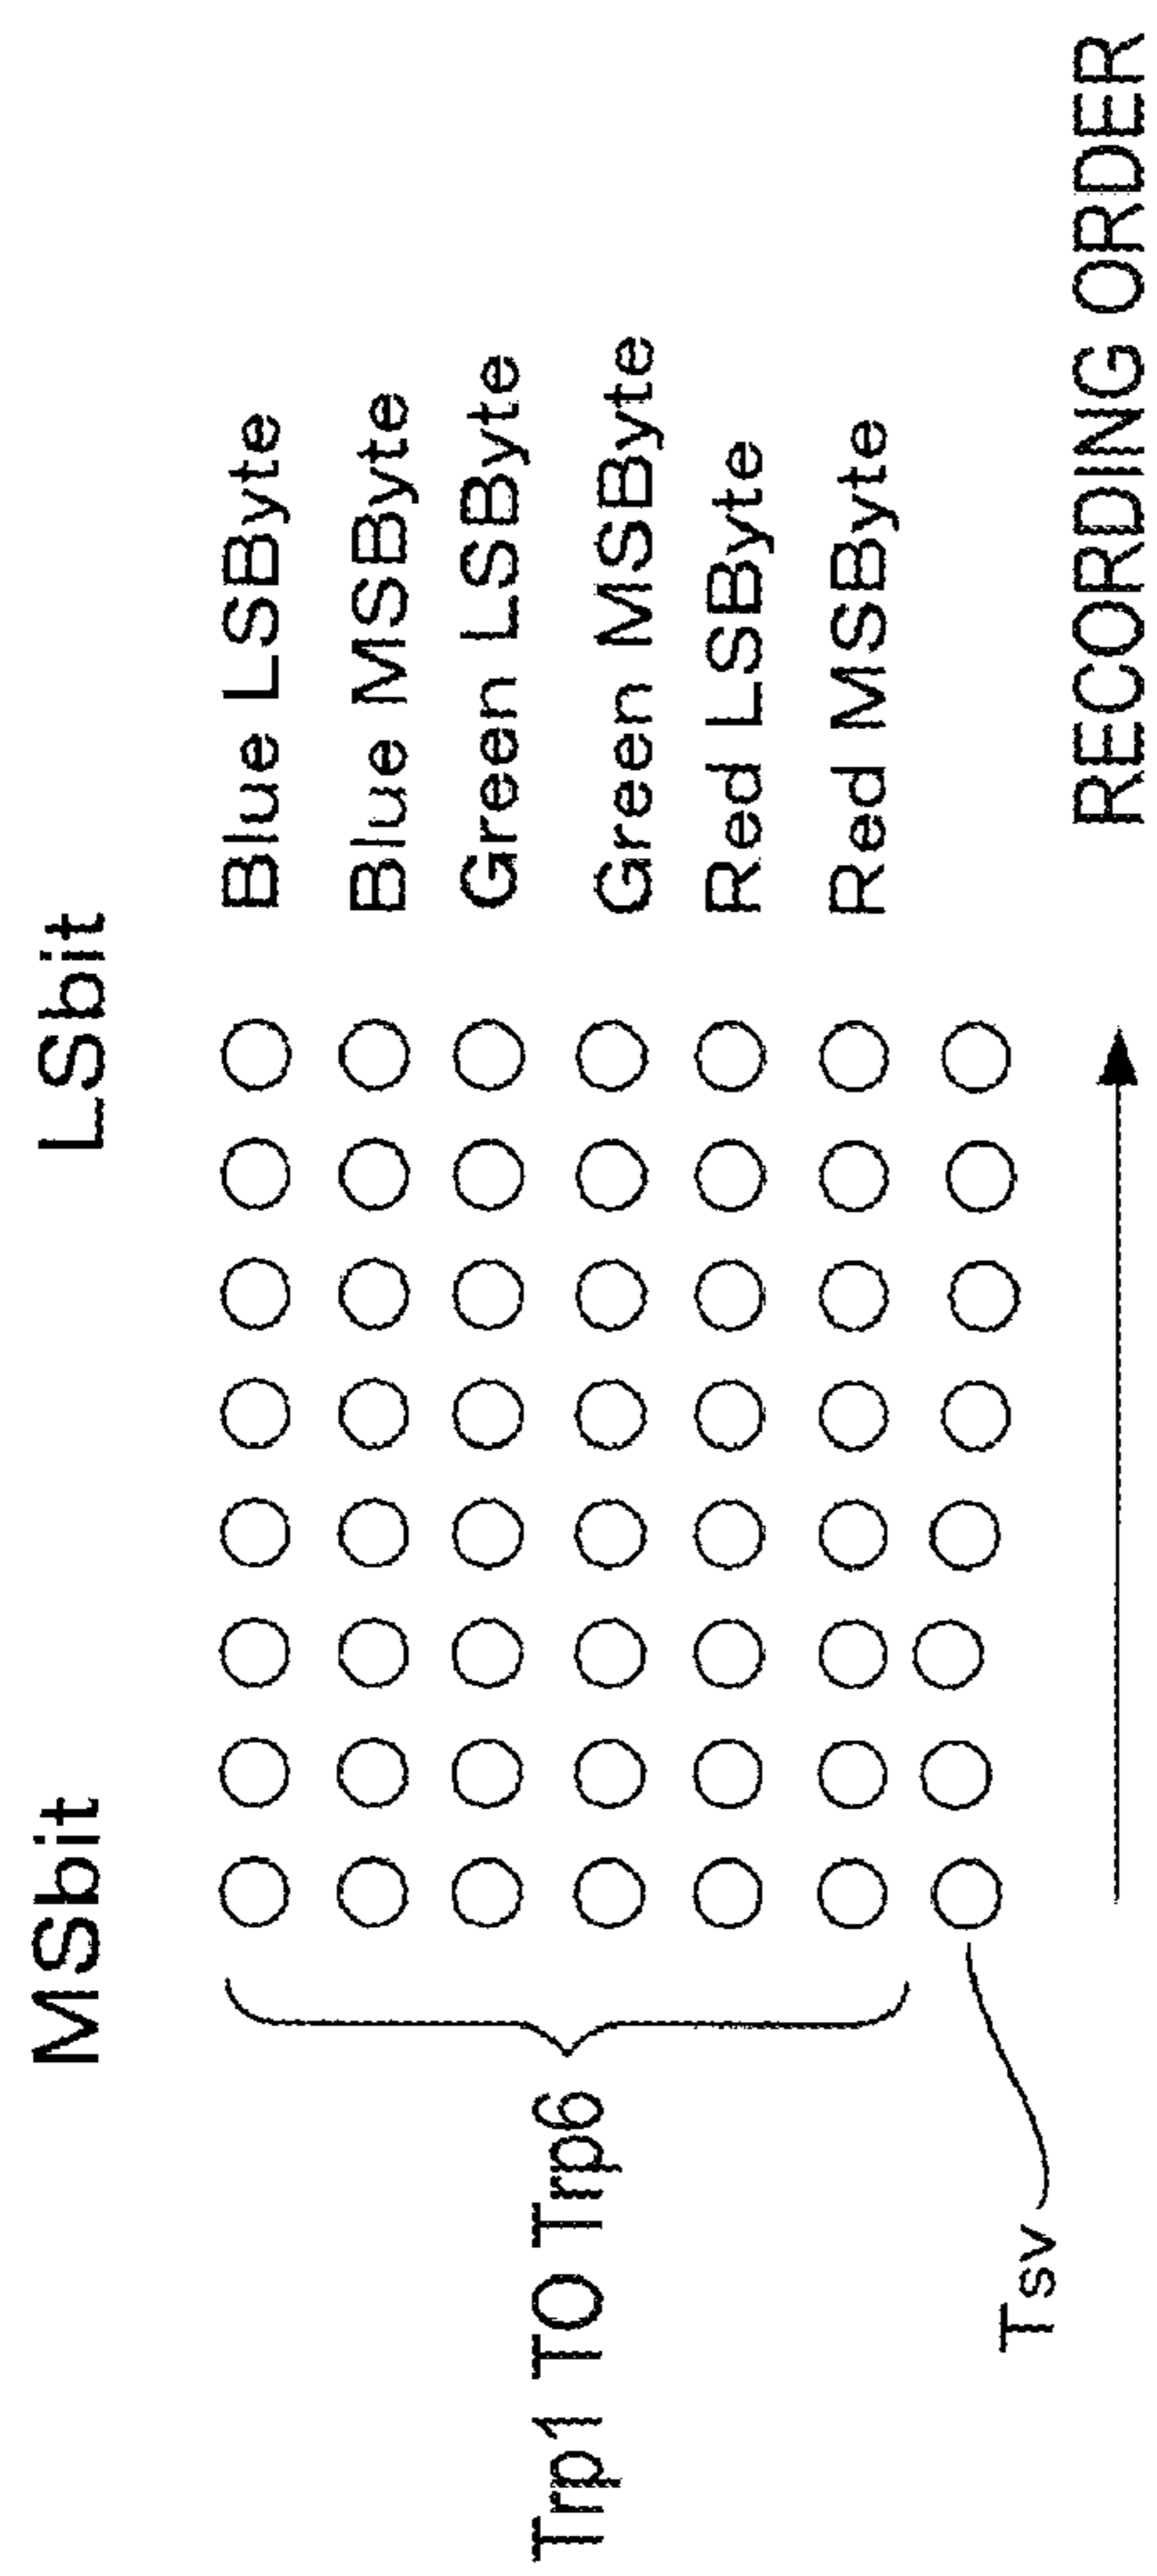 MSbit
LSbit
Blue LSByte
Blue MSByte
Green LSByte
Green MSByte
Red LSByte
Red MSByte
Trp1 TO Trp6
Tsv
RECORDING ORDER